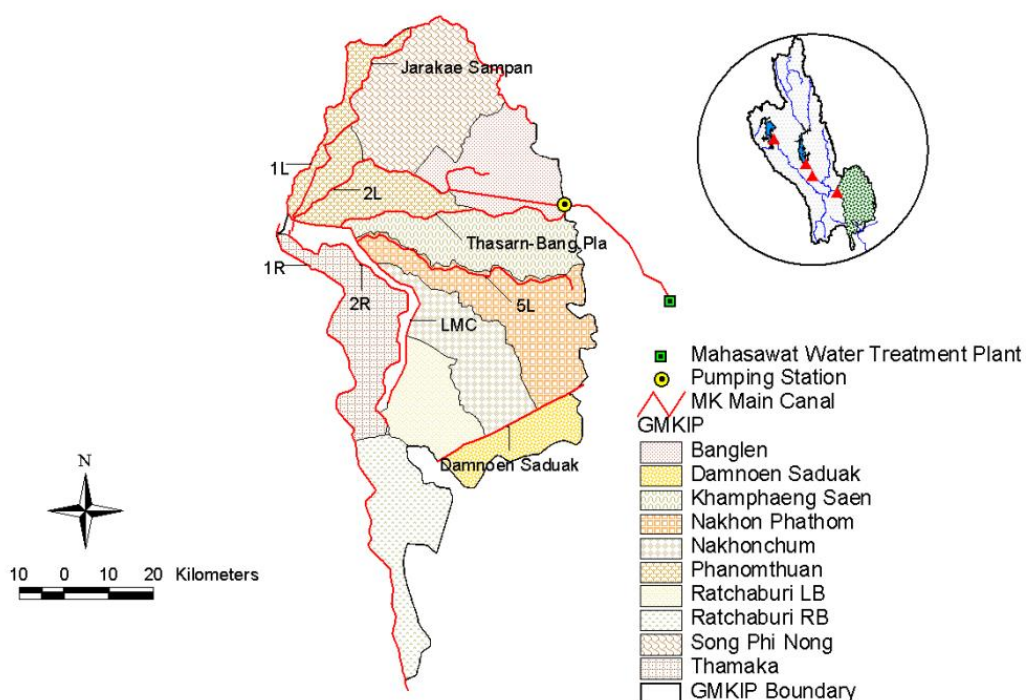 Jarakae Sampan
1L
2L
Thasarn-Bang Pla
1R
2R
5L
LMC
Damnoen Saduak
N
10 0 10 20 Kilometers
Mahasawat Water Treatment Plant
Pumping Station
MK Main Canal
GMKIP
Banglen
Damnoen Saduak
Khamphaeng Saen
Nakhon Phathom
Nakhonchum
Phanomthuan
Ratchaburi LB
Ratchaburi RB
Song Phi Nong
Thamaka
GMKIP Boundary